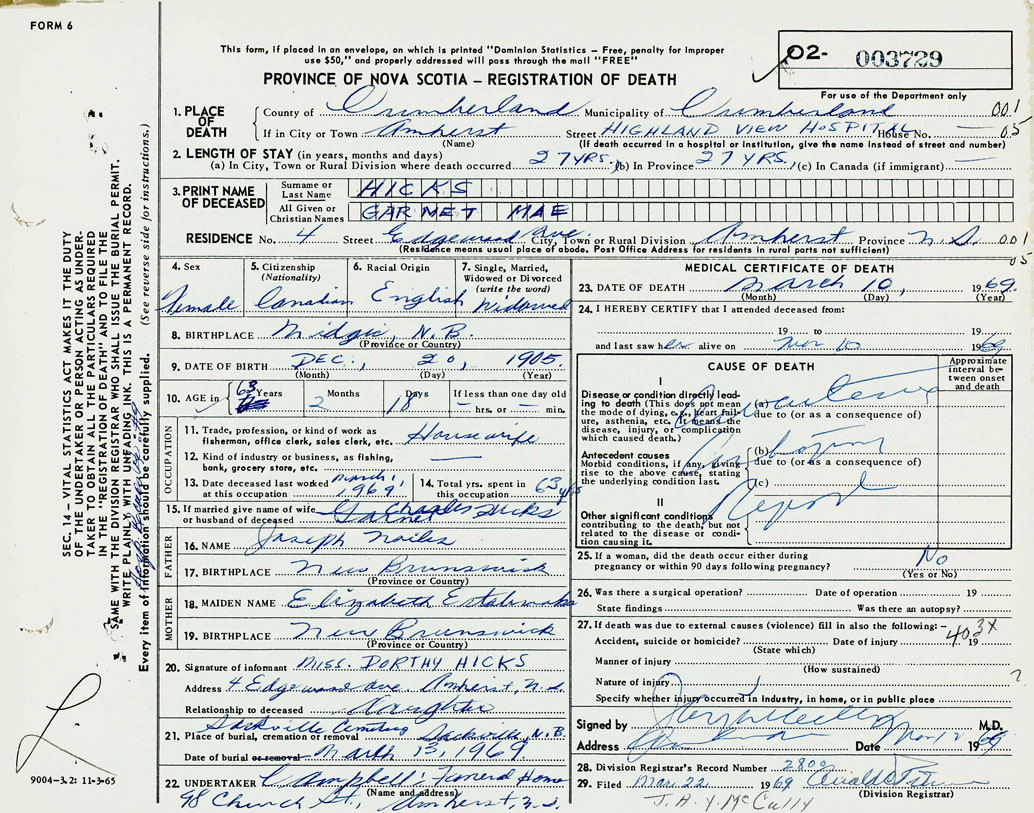 FORM 6
This form, if placed in an envelope, on which is printed "Dominion Statistics – Free, penalty for improper
use $50," and properly addressed will pass through the mail "FREE"
PROVINCE OF NOVA SCOTIA – REGISTRATION OF DEATH
02- 003729
For use of the Department only
SEC. 14 – VITAL STATISTICS ACT MAKES IT THE DUTY
OF THE UNDERTAKER OR PERSON ACTING AS UNDER-
TAKER TO OBTAIN ALL THE PARTICULARS REQUIRED
IN THE "REGISTRATION OF DEATH" AND TO FILE THE
SAME WITH THE DIVISION REGISTRAR WHO SHALL ISSUE THE BURIAL PERMIT.
WRITE PLAINLY WITH UNFADING INK. THIS IS A PERMANENT RECORD.
Every item of information should be carefully supplied. (See reverse side for instructions.)
1. PLACE OF DEATH County of Cumberland Municipality of Cumberland 001
If in City or Town Amherst Street HIGHLAND VIEW HOSPITAL House No. — 05
(Name) (If death occurred in a hospital or institution, give the name instead of street and number)
2. LENGTH OF STAY (in years, months and days)
(a) In City, Town or Rural Division where death occurred 27 YRS. (b) In Province 27 YRS. (c) In Canada (if immigrant) —
3. PRINT NAME OF DECEASED
Surname or Last Name HICKS
All Given or Christian Names GARNET MAE
RESIDENCE No. 4 Street Edgewood Ave. City, Town or Rural Division Amherst Province N.S. 001
(Residence means usual place of abode. Post Office Address for residents in rural parts not sufficient) 05
4. Sex Female
5. Citizenship (Nationality) Canadian
6. Racial Origin English
7. Single, Married, Widowed or Divorced (write the word) Widowed
8. BIRTHPLACE Midgic, N.B.
(Province or Country)
9. DATE OF BIRTH DEC. 20, 1905
(Month) (Day) (Year)
10. AGE in 63 Years 2 Months 18 Days If less than one day old — hrs. or — min.
OCCUPATION
11. Trade, profession, or kind of work as fisherman, office clerk, sales clerk, etc. Housewife
12. Kind of industry or business, as fishing, bank, grocery store, etc. —
13. Date deceased last worked at this occupation March 1, 1969
14. Total yrs. spent in this occupation 63 yrs
15. If married give name of wife or husband of deceased Charles Hicks
FATHER
16. NAME Joseph
17. BIRTHPLACE New Brunswick
(Province or Country)
MOTHER
18. MAIDEN NAME Elizabeth
19. BIRTHPLACE New Brunswick
(Province or Country)
20. Signature of informant MISS. DORTHY HICKS
Address 4 Edgewood Ave Amherst, N.S.
Relationship to deceased Daughter
21. Place of burial, cremation or removal Sackville Cemetery Sackville, N.B.
Date of burial or removal March 13, 1969.
22. UNDERTAKER Campbell's Funeral Home
(Name and address)
98 Church St., Amherst, N.S.
9004-3.2: 11-3-65
MEDICAL CERTIFICATE OF DEATH
23. DATE OF DEATH March 10, 1969.
(Month) (Day) (Year)
24. I HEREBY CERTIFY that I attended deceased from:
19 to 19
and last saw her alive on Mar 10 1969
CAUSE OF DEATH
Approximate interval between onset and death
I
Disease or condition directly leading to death (This does not mean the mode of dying, e.g., heart failure, asthenia, etc. It means the disease, injury, or complication which caused death.)
(a)
due to (or as a consequence of)
Antecedent causes
Morbid conditions, if any, giving rise to the above cause, stating the underlying condition last.
(b)
due to (or as a consequence of)
(c)
Report
II
Other significant conditions contributing to the death, but not related to the disease or condition causing it.
25. If a woman, did the death occur either during pregnancy or within 90 days following pregnancy? No
(Yes or No)
26. Was there a surgical operation? Date of operation 19
State findings Was there an autopsy?
27. If death was due to external causes (violence) fill in also the following: – 403X
Accident, suicide or homicide? Date of injury 19
(State which)
Manner of injury
(How sustained)
Nature of injury
Specify whether injury occurred in industry, in home, or in public place
Signed by M.D.
Address Date Mar 12 1969
28. Division Registrar's Record Number 2800
29. Filed Mar. 22 1969
(Division Registrar)
J. A. Y. McCully